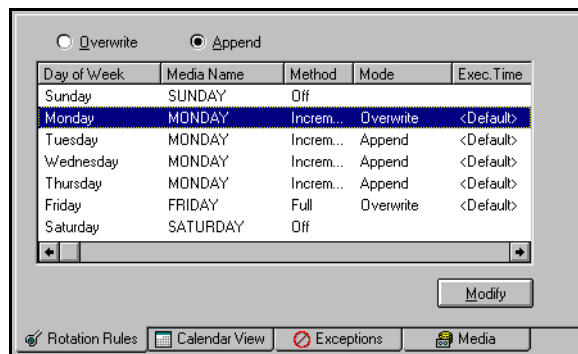 Overwrite Append
Day of Week Media Name Method Mode Exec.Time
Sunday SUNDAY Off
Monday MONDAY Increm... Overwrite <Default>
Tuesday MONDAY Increm... Append <Default>
Wednesday MONDAY Increm... Append <Default>
Thursday MONDAY Increm... Append <Default>
Friday FRIDAY Full Overwrite <Default>
Saturday SATURDAY Off
Modify
Rotation Rules Calendar View Exceptions Media